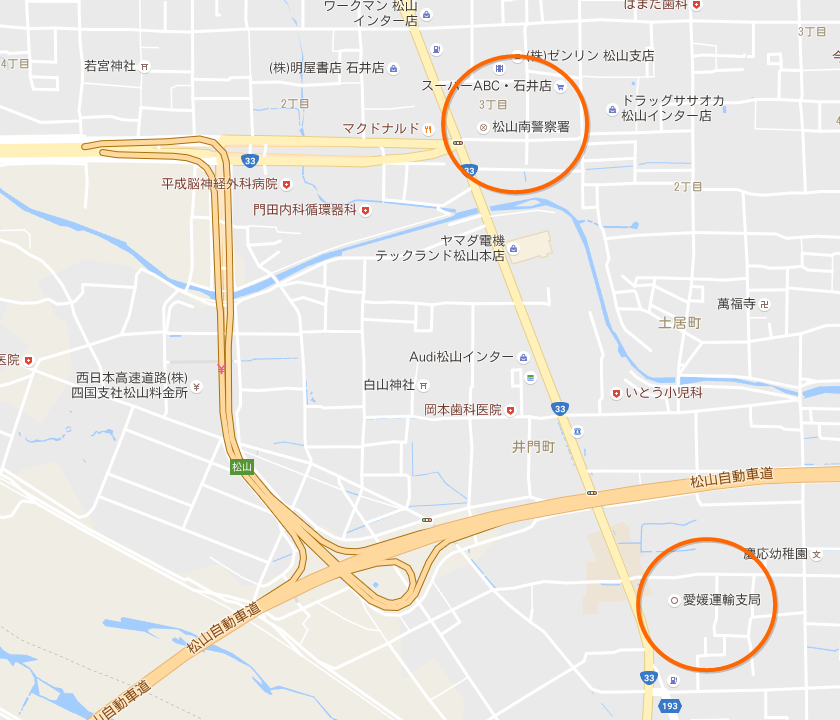 ワークマン 松山
インター店
はまた歯科
3丁目
4丁目
若宮神社
(株)明屋書店 石井店
(株)ゼンリン 松山支店
スーパーABC・石井店
2丁目
3丁目
ドラッグササオカ
松山インター店
マクドナルド
松山南警察署
33
33
平成脳神経外科病院
2丁目
門田内科循環器科
ヤマダ電機
テックランド松山本店
萬福寺
土居町
医院
Audi松山インター
西日本高速道路(株)
四国支社松山料金所
白山神社
いとう小児科
岡本歯科医院
33
井門町
松山
松山自動車道
慶応幼稚園
愛媛運輸支局
松山自動車道
33
山自動車道
193